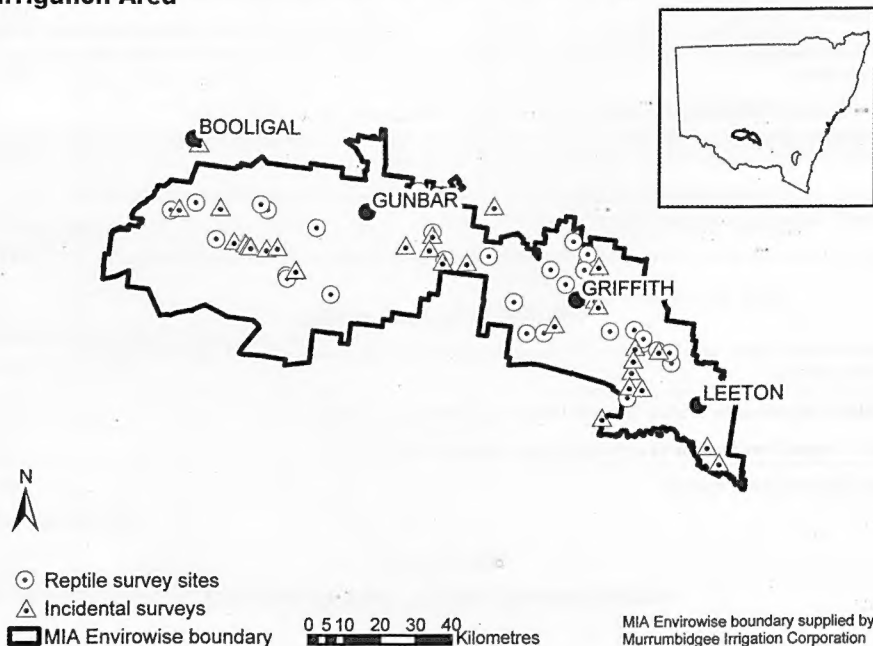 Irrigation Area
BOOLIGAL
GUNBAR
GRIFFITH
LEETON
N
Reptile survey sites
Incidental surveys
MIA Envirowise boundary
0 5 10 20 30 40
Kilometres
MIA Envirowise boundary supplied by
Murrumbidgee Irrigation Corporation